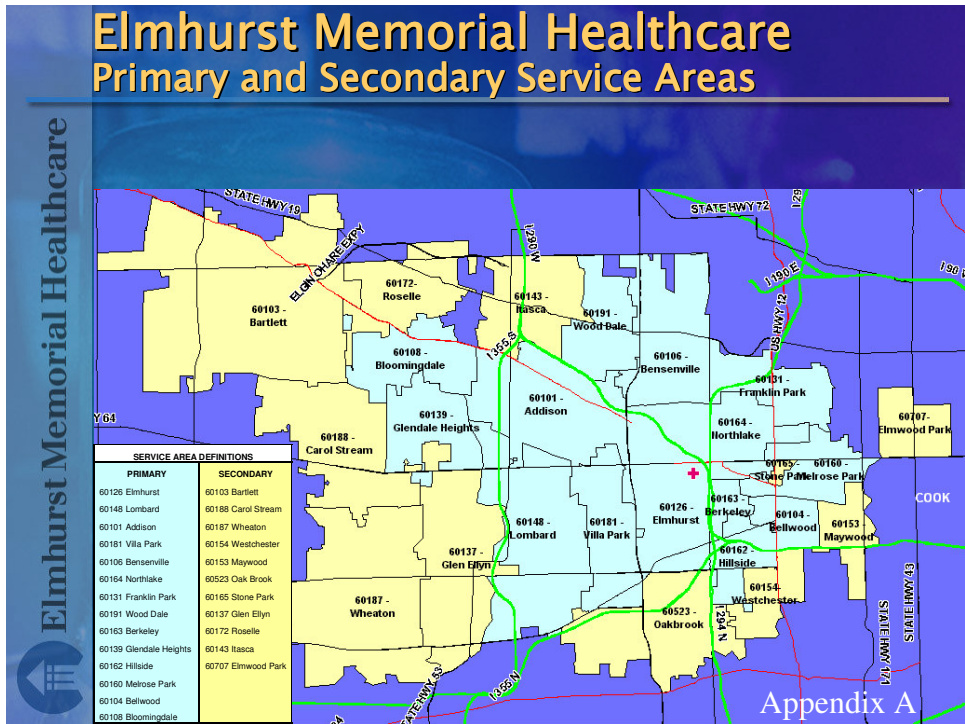 Elmhurst Memorial Healthcare
Primary and Secondary Service Areas
Elmhurst Memorial Healthcare
STATE HWY 19
ELGIN OHARE EXPY
I 290 W
STATE HWY 72
I 29
I 190 E
I 90 W
US HWY 12
60103 -
Bartlett
60172-
Roselle
60143 -
Itasca
60191 -
Wood Dale
I 355 S
60108 -
Bloomingdale
60106 -
Bensenville
60131 -
Franklin Park
60101 -
Addison
60139 -
Glendale Heights
60164 -
Northlake
60707-
Elmwood Park
Y 64
60188 -
Carol Stream
60165 -
Stone Park
60160 -
Melrose Park
COOK
60126 -
Elmhurst
60163 -
Berkeley
60104 -
Bellwood
60153 -
Maywood
60148 -
Lombard
60181 -
Villa Park
60137 -
Glen Ellyn
60162 -
Hillside
60187 -
Wheaton
60154
Westchester
60523 -
Oakbrook
I 294 N
I 355 N
STATE HWY 43
STATE HWY 171
STATE HWY 53
SERVICE AREA DEFINITIONS
PRIMARY
60126 Elmhurst
60148 Lombard
60101 Addison
60181 Villa Park
60106 Bensenville
60164 Northlake
60131 Franklin Park
60191 Wood Dale
60163 Berkeley
60139 Glendale Heights
60162 Hillside
60160 Melrose Park
60104 Bellwood
60108 Bloomingdale
SECONDARY
60103 Bartlett
60188 Carol Stream
60187 Wheaton
60154 Westchester
60153 Maywood
60523 Oak Brook
60165 Stone Park
60137 Glen Ellyn
60172 Roselle
60143 Itasca
60707 Elmwood Park
Appendix A